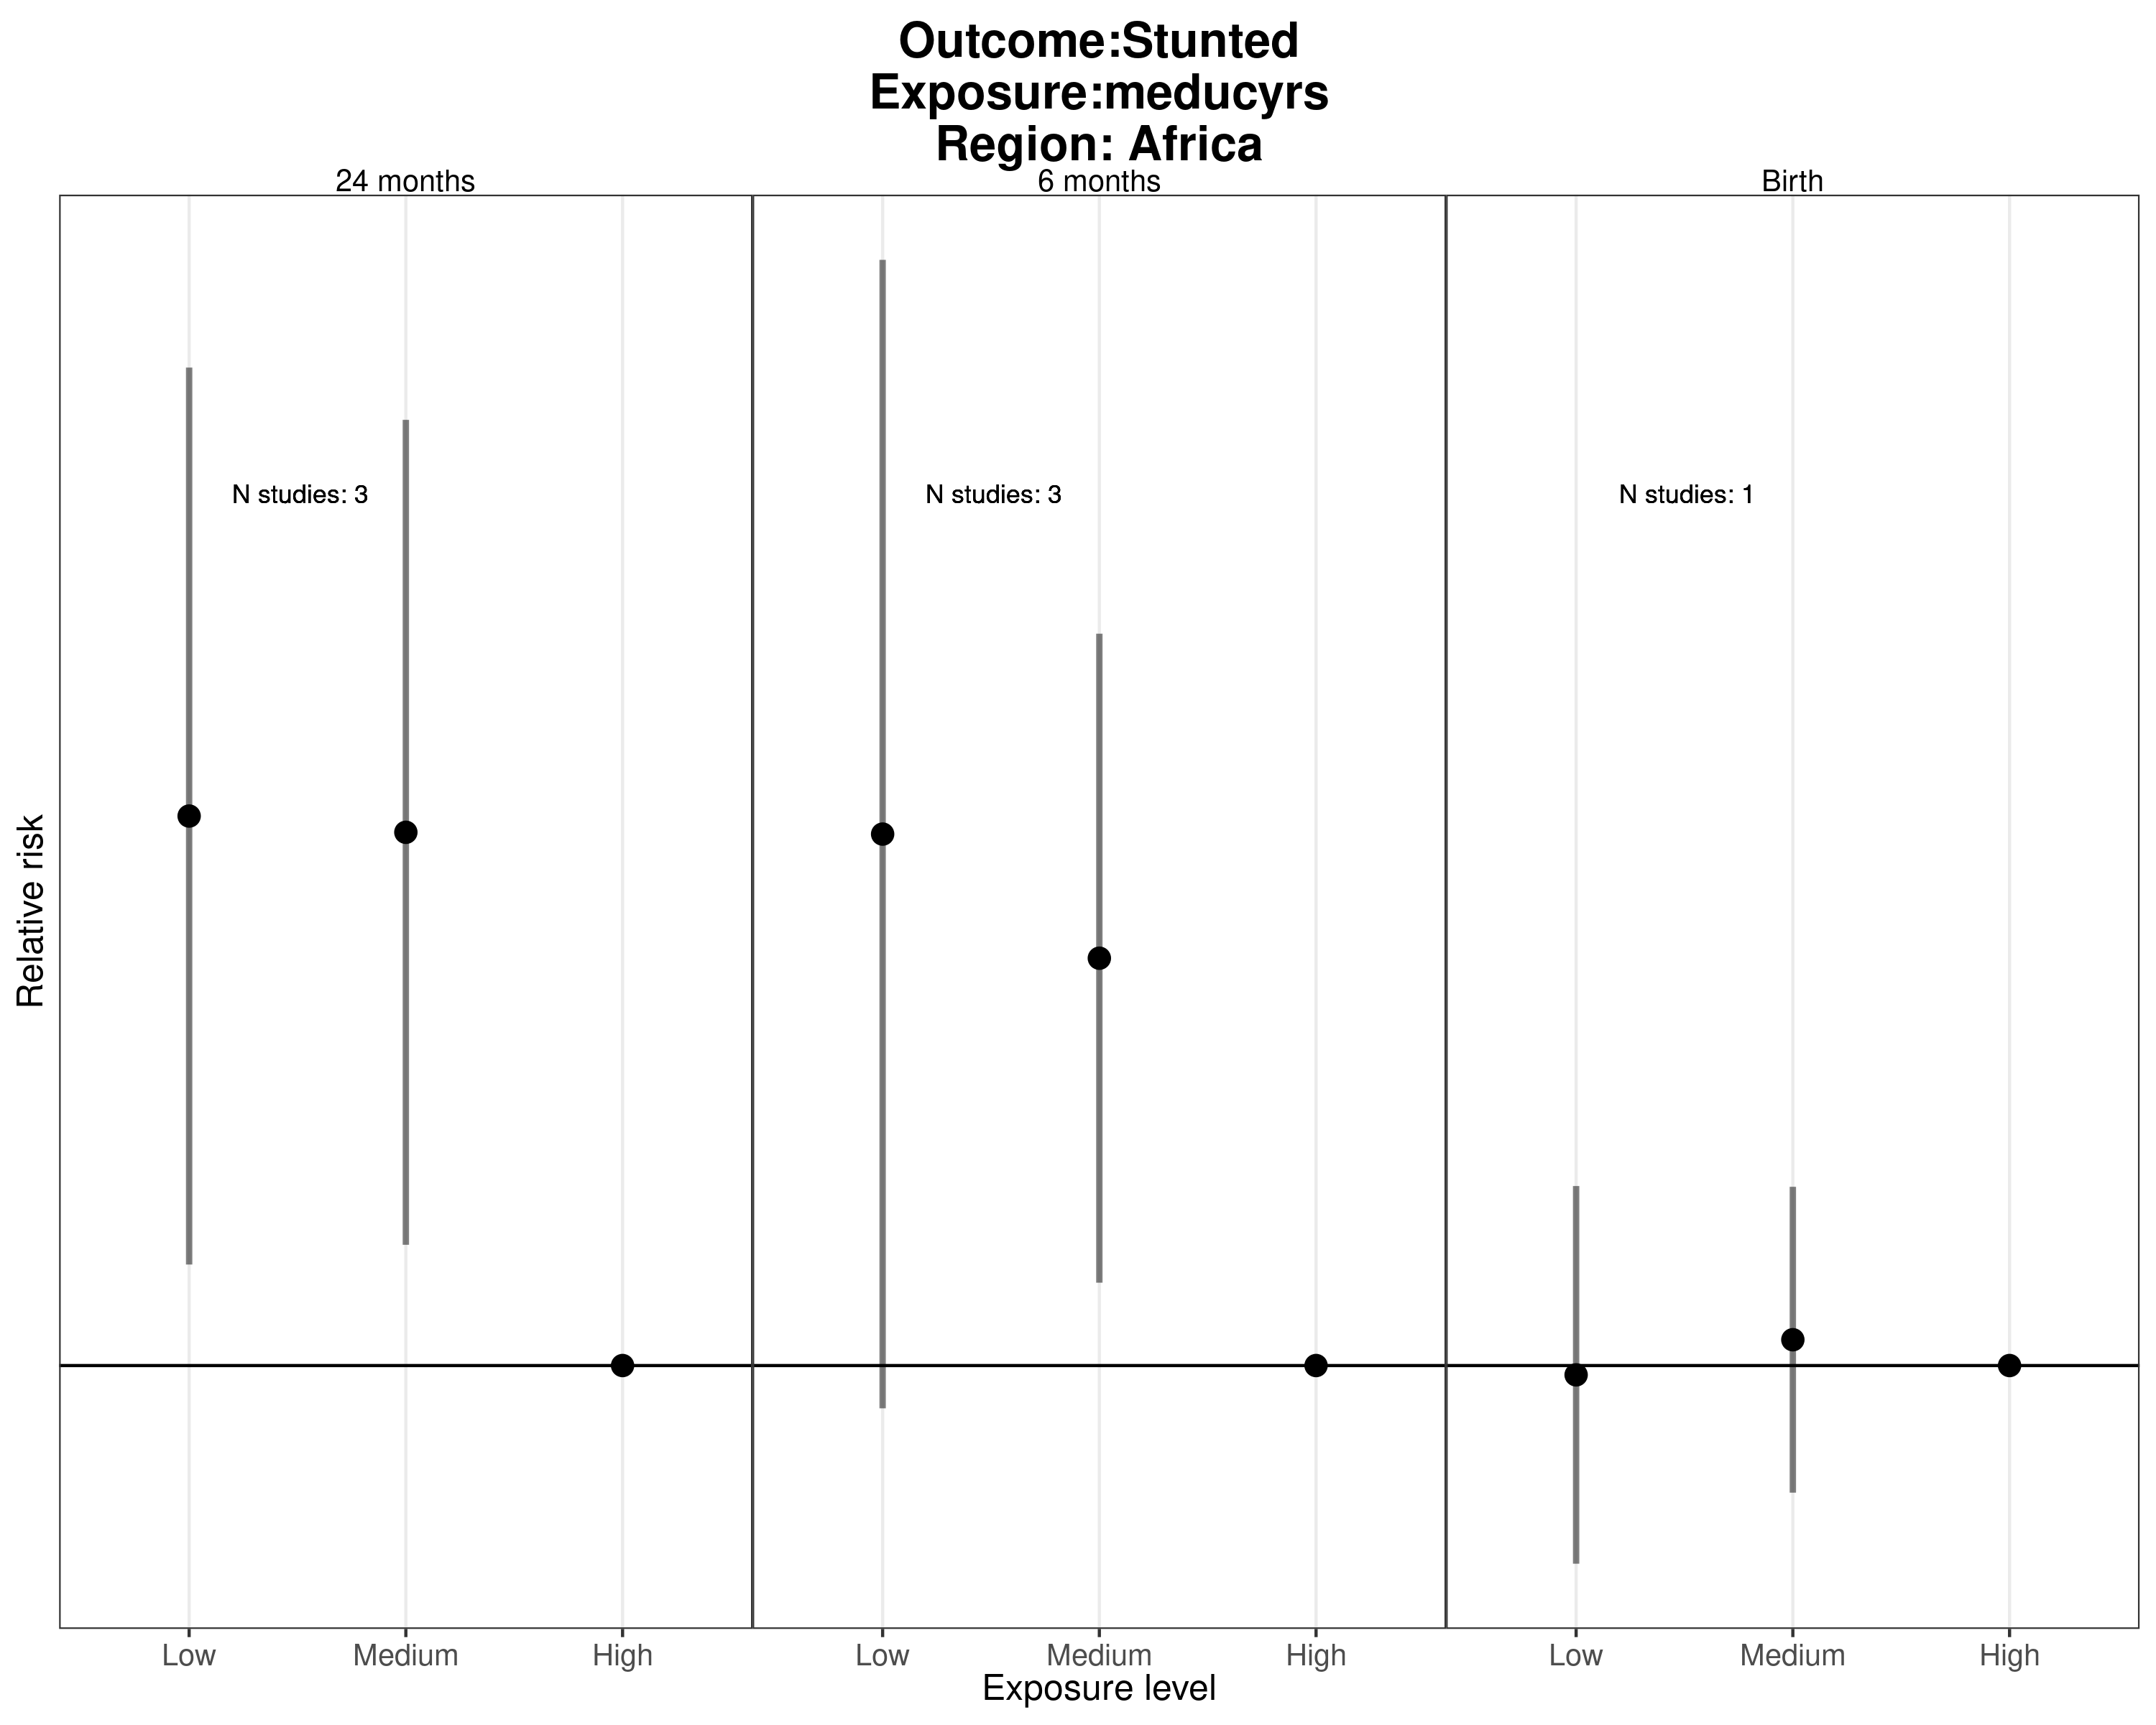 Outcome:Stunted
Exposure:meducyrs
Region: Africa
24 months
6 months
Birth
N studies: 3
N studies: 3
N studies: 1
Relative risk
Low
Medium
High
Low
Medium
High
Low
Medium
High
Exposure level